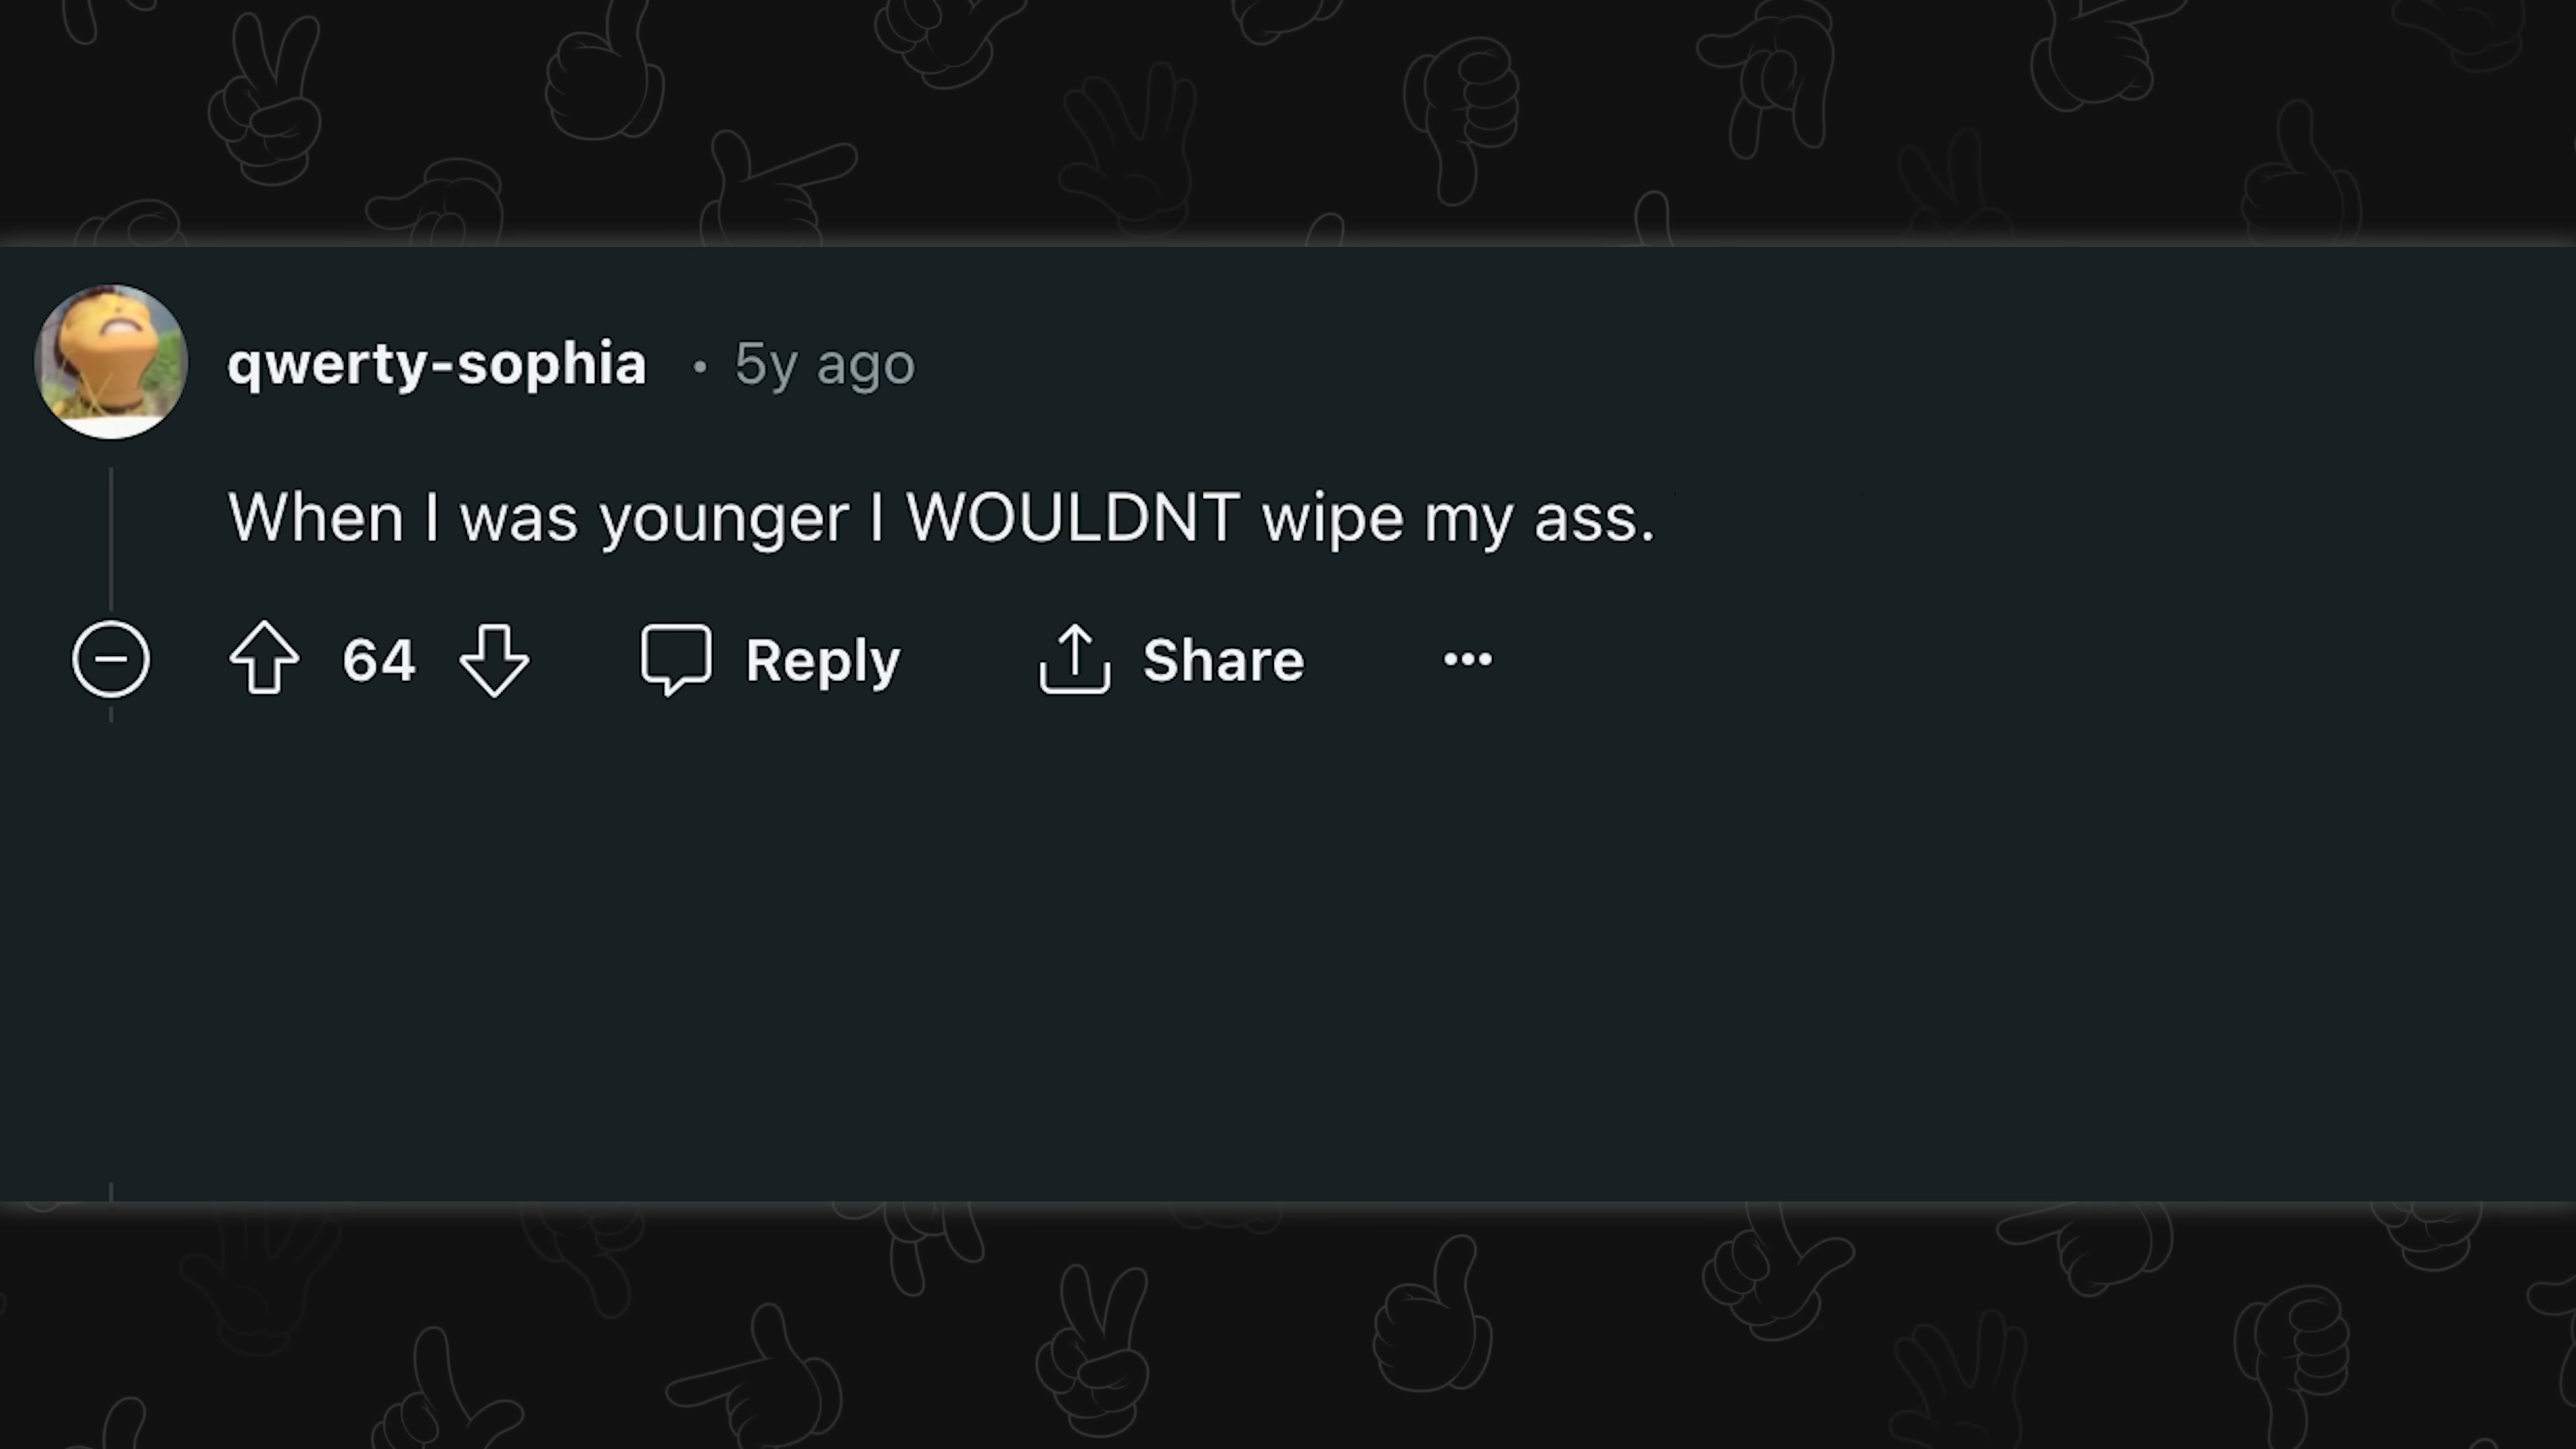 qwerty-sophia • 5y ago
When I was younger I WOULDNT wipe my ass.
64 Reply Share ...